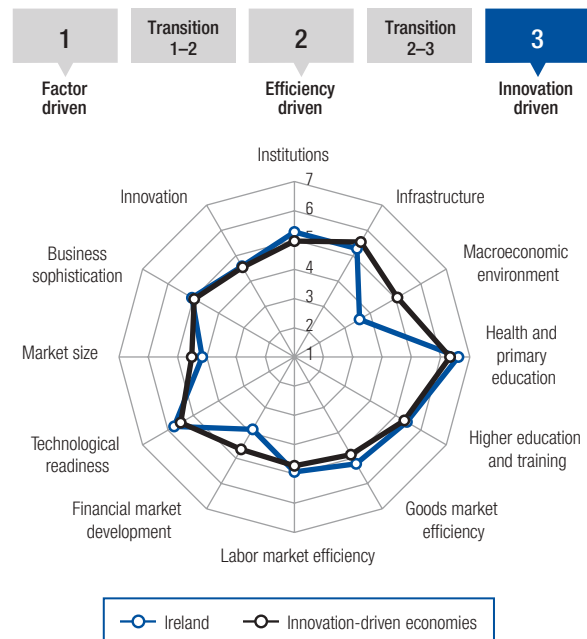 1
Transition
1–2
2
Transition
2–3
3
Factor
driven
Efficiency
driven
Innovation
driven
Institutions
7
Innovation
Infrastructure
6
5
Business
sophistication
Macroeconomic
environment
4
3
2
Market size
1
Health and
primary
education
Technological
readiness
Higher education
and training
Financial market
development
Goods market
efficiency
Labor market efficiency
Ireland
Innovation-driven economies